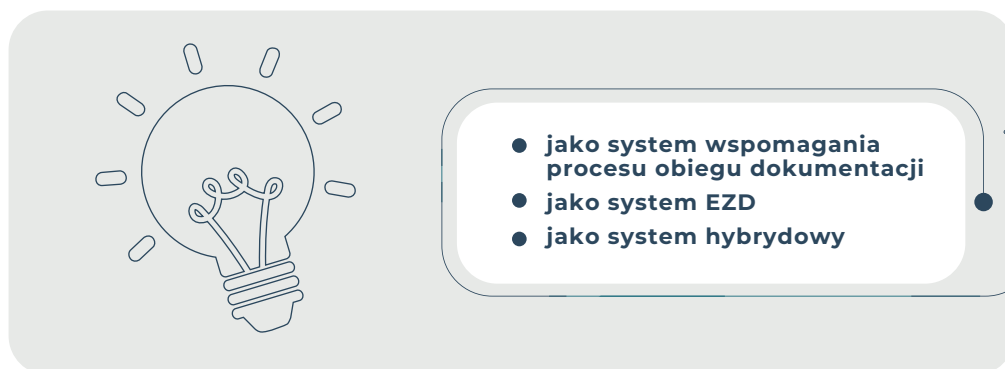 jako system wspomagania
procesu obiegu dokumentacji
jako system EZD
jako system hybrydowy